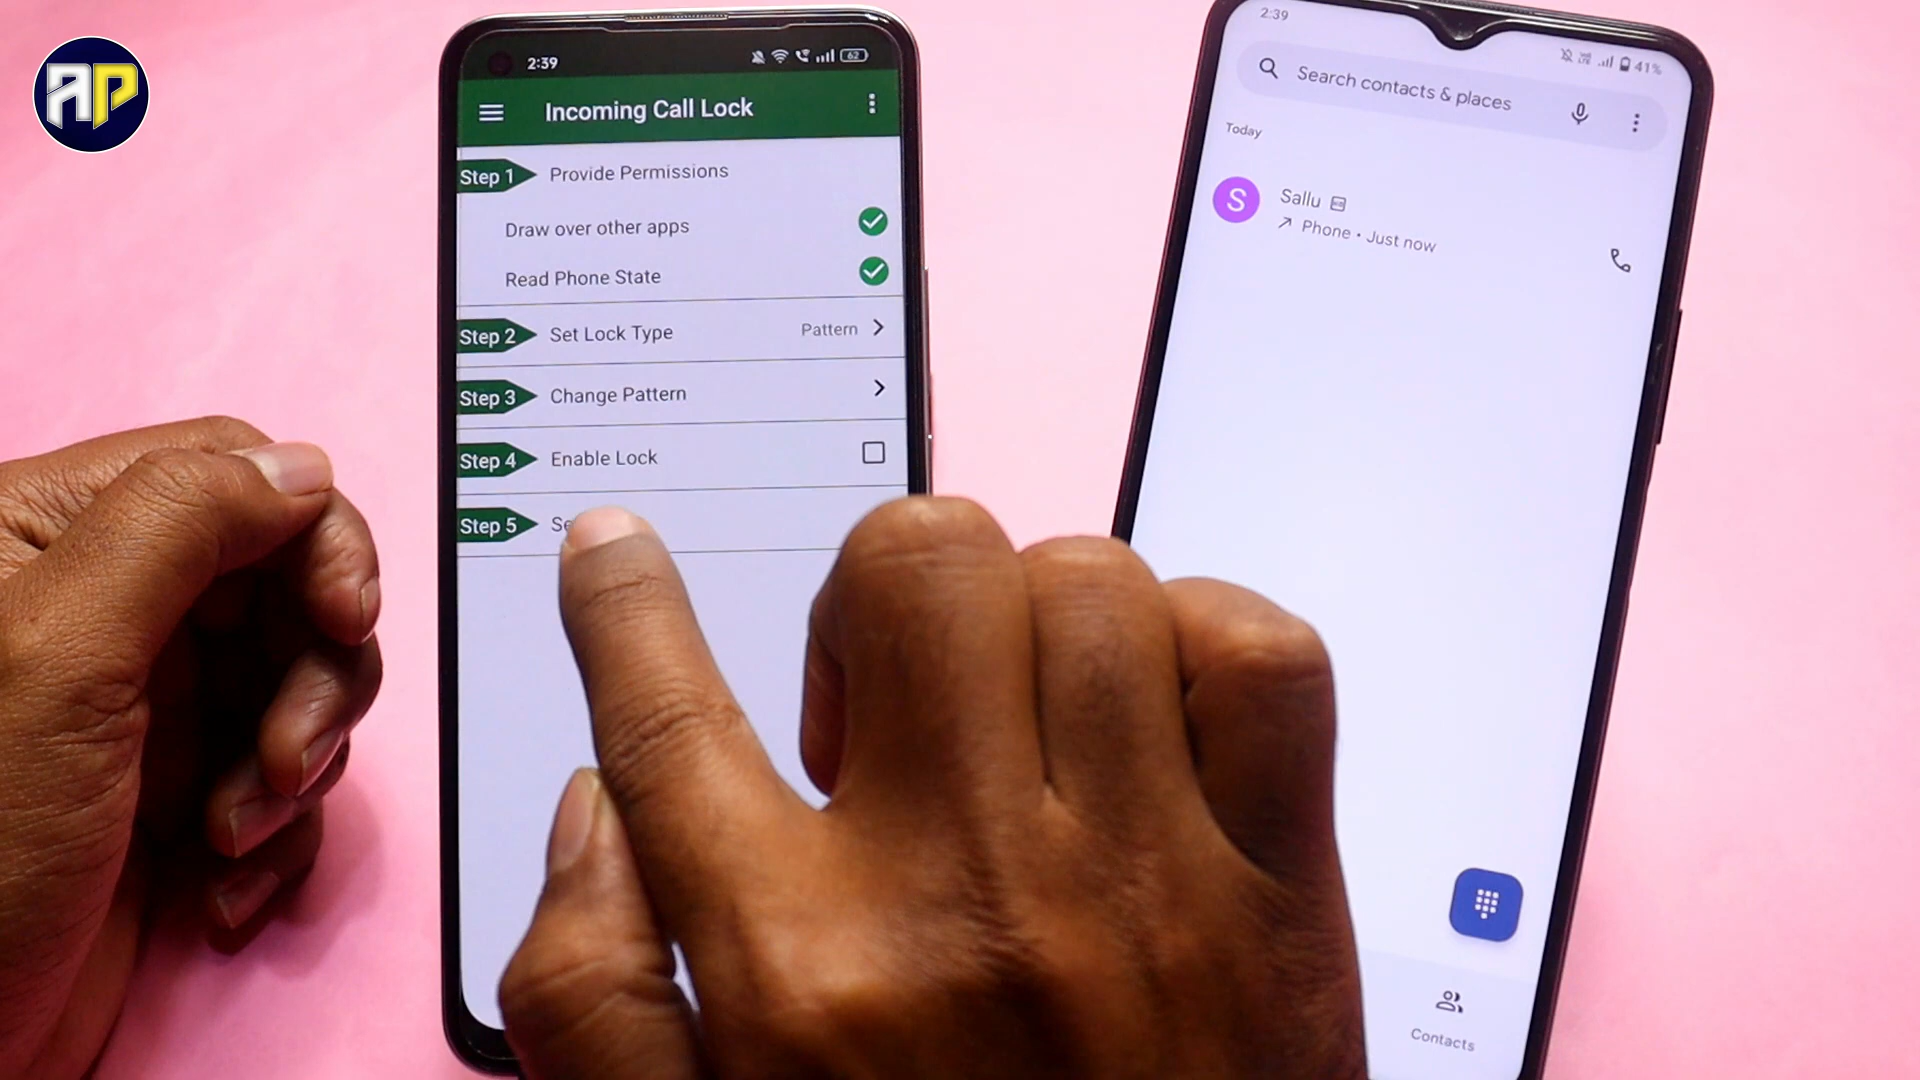 AP
2:39
62
Incoming Call Lock
Step 1 Provide Permissions
Draw over other apps
Read Phone State
Step 2 Set Lock Type Pattern
Step 3 Change Pattern
Step 4 Enable Lock
Step 5
2:39
41%
Search contacts & places
Today
S
Sallu
Phone • Just now
Contacts